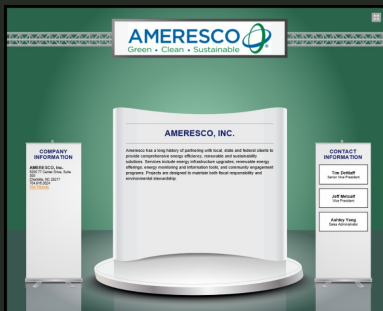 AMERESCO
Green • Clean • Sustainable
COMPANY
INFORMATION
AMERESCO, Inc.
Charlotte, NC 28217
AMERESCO, INC.
Ameresco has a long history of partnering with local, state and federal clients to
provide comprehensive energy efficiency, renewable and sustainability
solutions. Services include energy infrastructure upgrades, renewable energy
offerings, energy monitoring and information tools, and community engagement
programs. Projects are designed to maintain both fiscal responsibility and
environmental stewardship.
CONTACT
INFORMATION
Tim Dettlaff
Senior Vice President
Jeff Metcalf
Vice President
Ashley Yang
Sales Administrator